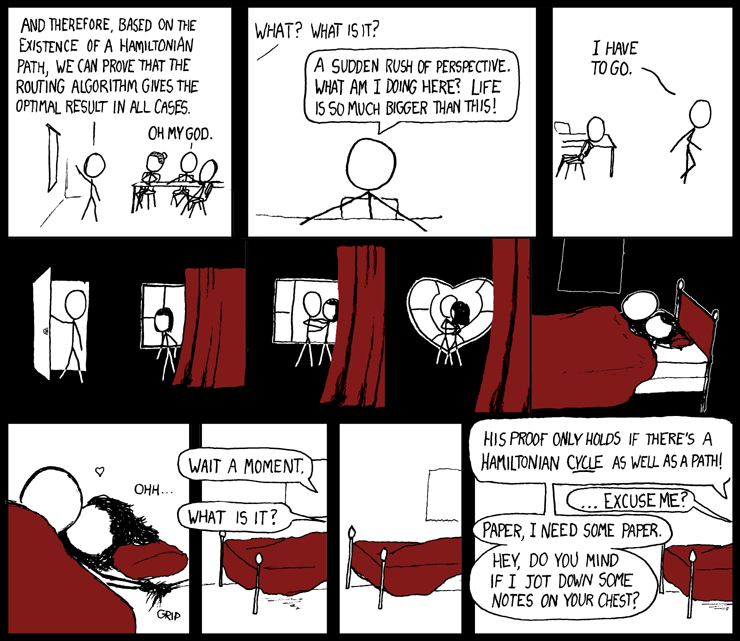 AND THEREFORE, BASED ON THE
EXISTENCE OF A HAMILTONIAN
PATH, WE CAN PROVE THAT THE
ROUTING ALGORITHM GIVES THE
OPTIMAL RESULT IN ALL CASES.
OH MY GOD.
WHAT? WHAT IS IT?
A SUDDEN RUSH OF PERSPECTIVE.
WHAT AM I DOING HERE? LIFE
IS SO MUCH BIGGER THAN THIS!
I HAVE
TO GO.
OHH...
GRIP
WAIT A MOMENT.
WHAT IS IT?
HIS PROOF ONLY HOLDS IF THERE'S A
HAMILTONIAN CYCLE AS WELL AS A PATH!
... EXCUSE ME?
PAPER, I NEED SOME PAPER.
HEY, DO YOU MIND
IF I JOT DOWN SOME
NOTES ON YOUR CHEST?